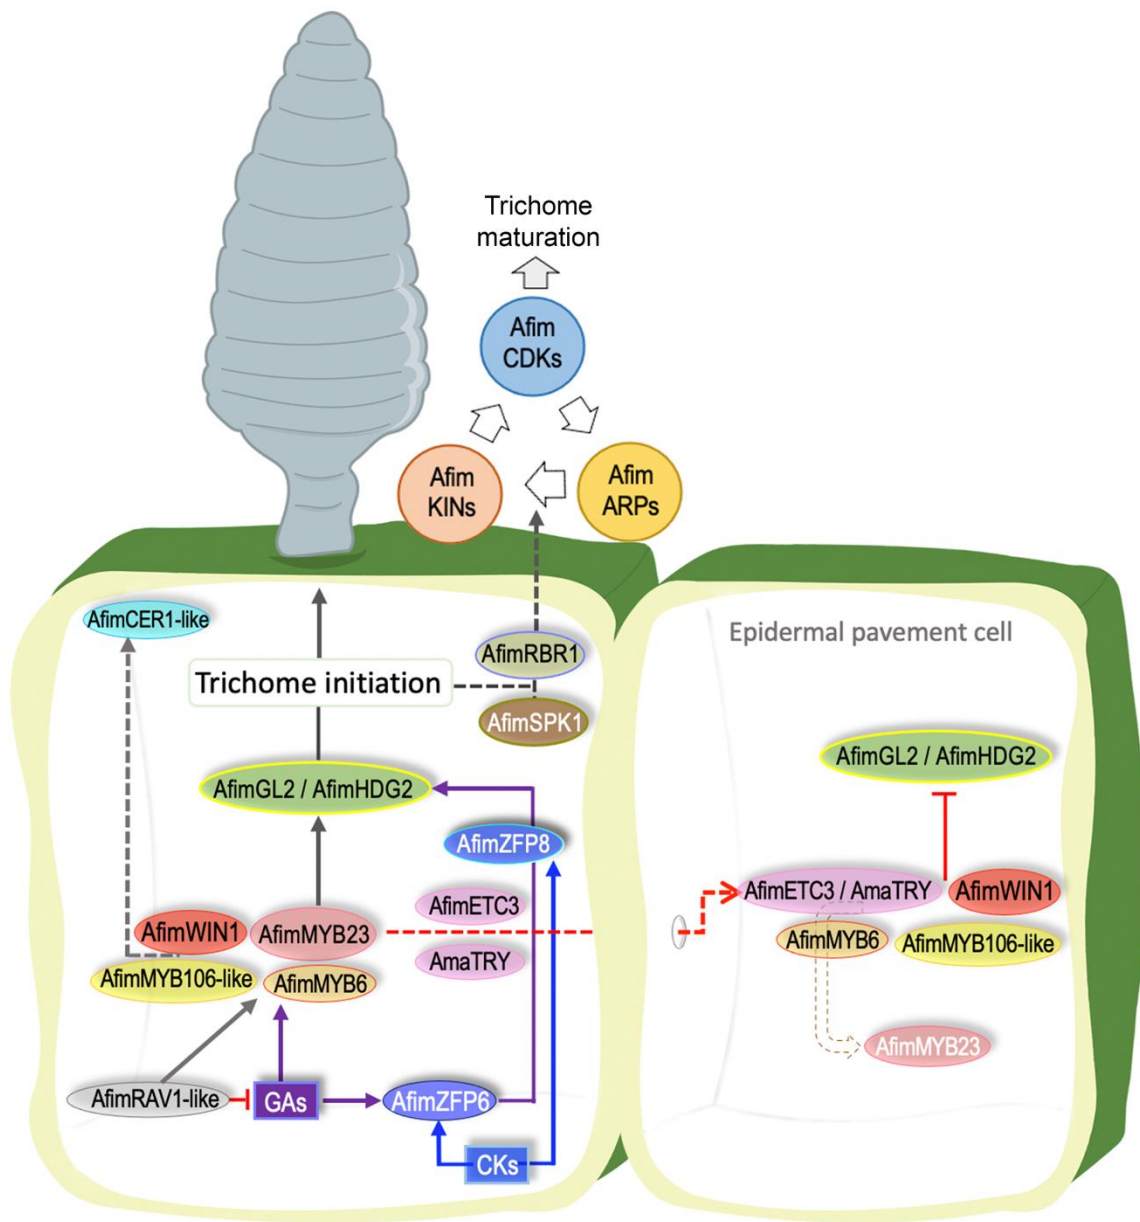 Trichome
maturation
Afim
CDKs
Afim
KINs
Afim
ARPs
AfimCER1-like
AfimRBR1
Trichome initiation
AfimSPK1
AfimGL2 / AfimHDG2
AfimZFP8
AfimETC3
AfimWIN1
AfimMYB23
AmaTRY
AfimMYB106-like
AfimMYB6
AfimRAV1-like
GAs
AfimZFP6
CKs
Epidermal pavement cell
AfimGL2 / AfimHDG2
AfimETC3 / AmaTRY
AfimWIN1
AfimMYB6
AfimMYB106-like
AfimMYB23